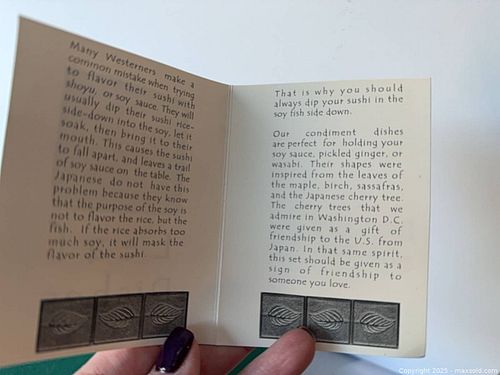 Many Westerners make a
common mistake when trying
to flavor their sushi with
shoyu, or soy sauce. They will
usually dip their sushi rice-
side-down into the soy, let it
soak, then bring it to their
mouth. This causes the sushi
to fall apart, and leaves a trail
of soy sauce on the table. The
Japanese do not have this
problem because they know
that the purpose of the soy is
not to flavor the rice, but the
fish. If the rice absorbs too
much soy, it will mask the
flavor of the sushi.
That is why you should
always dip your sushi in the
soy fish side down.
Our condiment dishes
are perfect for holding your
soy sauce, pickled ginger, or
wasabi. Their shapes were
inspired from the leaves of
the maple, birch, sassafras,
and the Japanese cherry tree.
The cherry trees that we
admire in Washington D.C.
were given as a gift of
friendship to the U.S. from
Japan. In that same spirit,
this set should be given as a
sign of friendship to
someone you love.
Copyright 2025 - maxsold.com